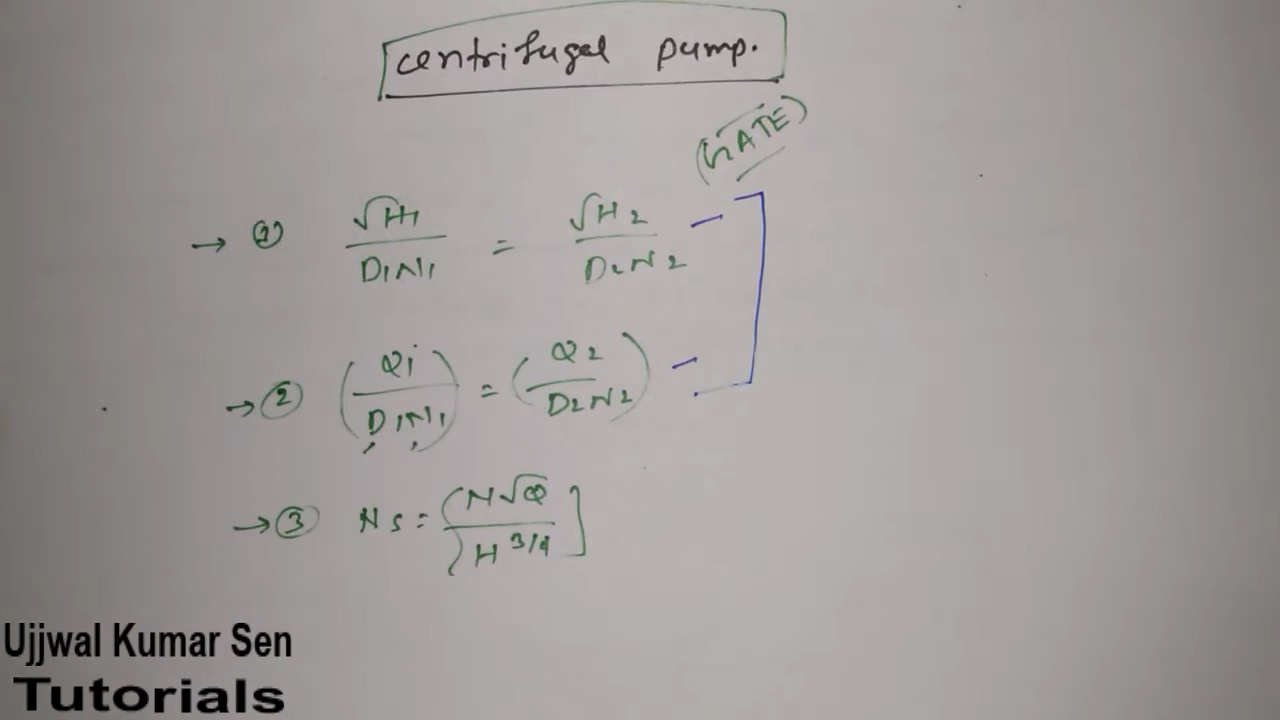 centrifugal pump.
(GATE)
→ ① √H₁ / D₁N₁ = √H₂ / D₂N₂
→ ② (Q₁ / D₁N₁) = (Q₂ / D₂N₂)
→ ③ Ns = (N√Q / H^3/4]
Ujjwal Kumar Sen
Tutorials